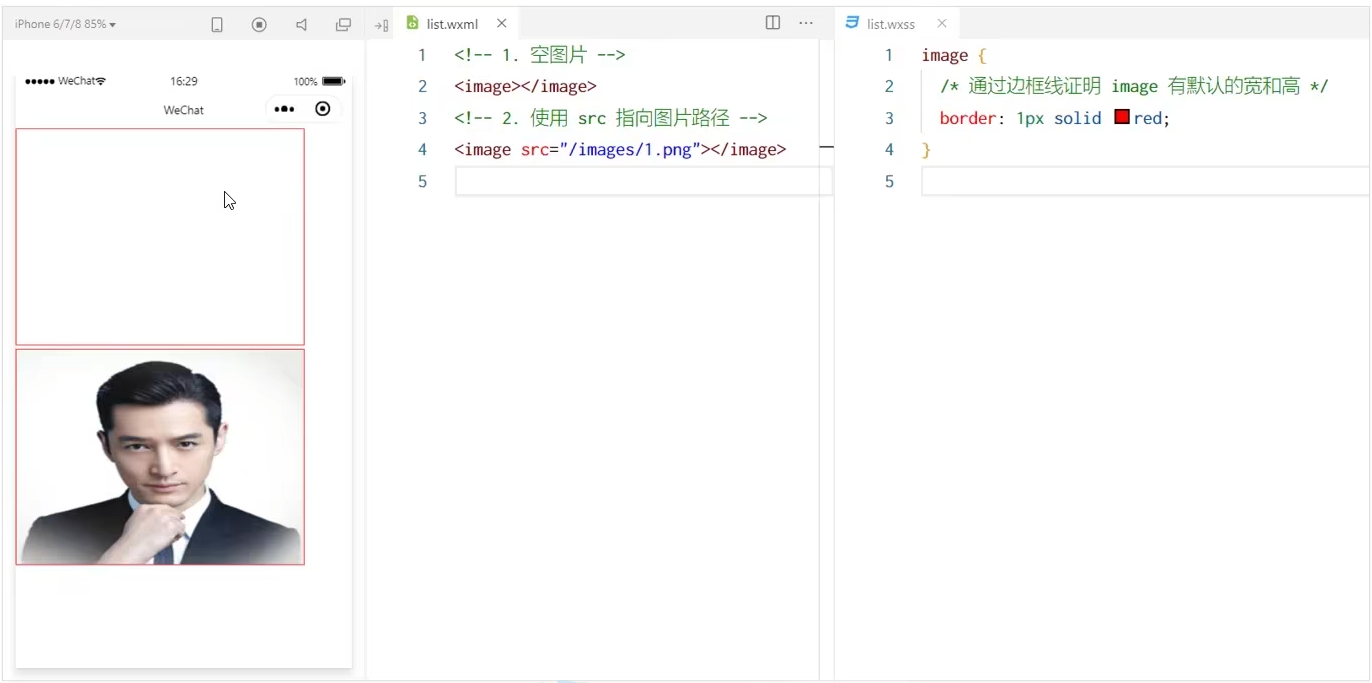 iPhone 6/7/8 85%
WeChat 16:29 100%
WeChat
list.wxml
1 <!-- 1. 空图片 -->
2 <image></image>
3 <!-- 2. 使用 src 指向图片路径 -->
4 <image src="/images/1.png"></image>
5
list.wxss
1 image {
2 /* 通过边框线证明 image 有默认的宽和高 */
3 border: 1px solid red;
4 }
5